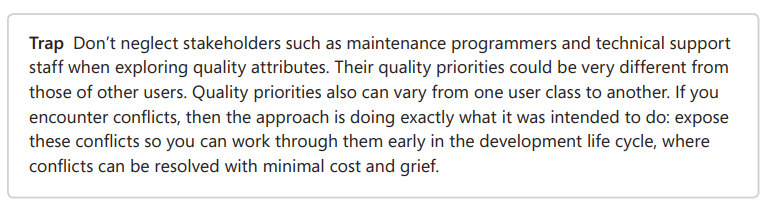 Trap Don’t neglect stakeholders such as maintenance programmers and technical support
staff when exploring quality attributes. Their quality priorities could be very different from
those of other users. Quality priorities also can vary from one user class to another. If you
encounter conflicts, then the approach is doing exactly what it was intended to do: expose
these conflicts so you can work through them early in the development life cycle, where
conflicts can be resolved with minimal cost and grief.